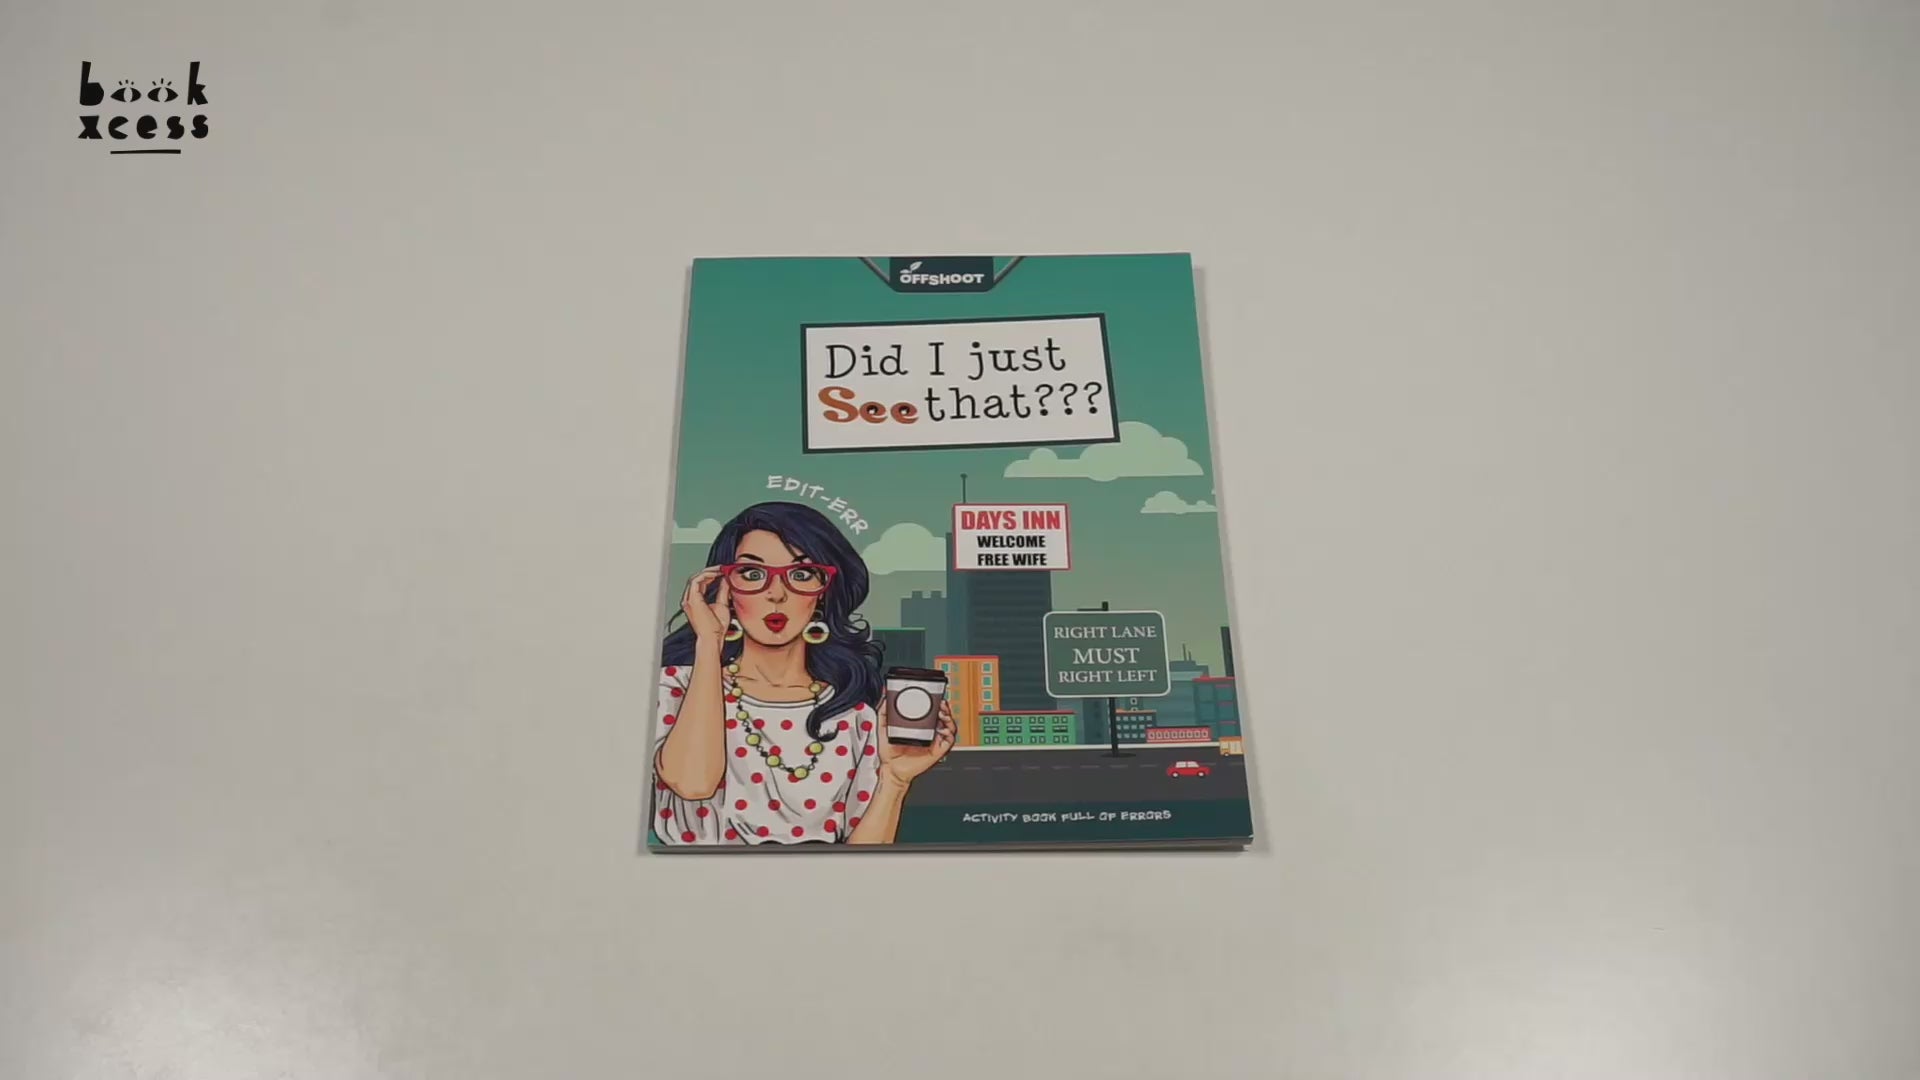 book
xcess
OFFSHOOT
Did I just
See that???
EDIT-ERR
DAYS INN
WELCOME
FREE WIFE
RIGHT LANE
MUST
RIGHT LEFT
ACTIVITY BOOK FULL OF ERRORS